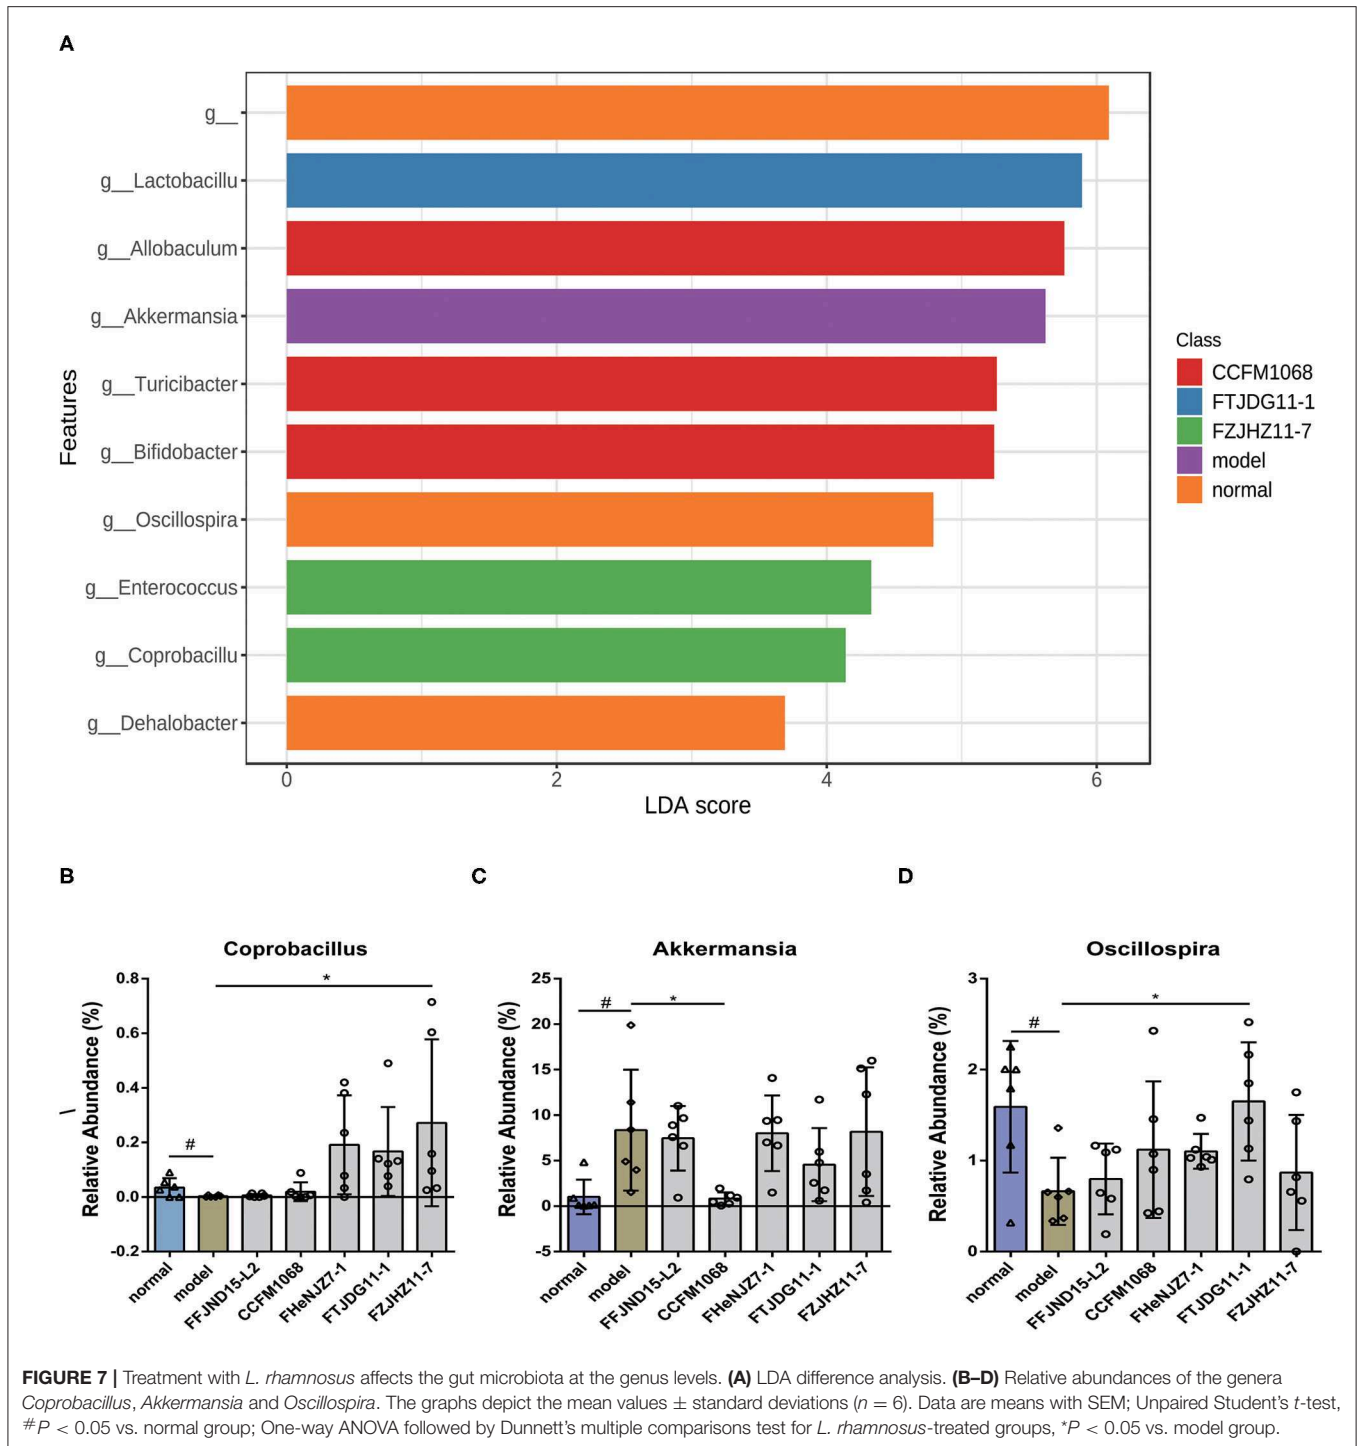 A
g__
g__Lactobacillu
g__Allobaculum
g__Akkermansia
g__Turicibacter
g__Bifidobacter
g__Oscillospira
g__Enterococcus
g__Coprobacillu
g__Dehalobacter
Features
0 2 4 6
LDA score
Class
CCFM1068
FTJDG11-1
FZJHZ11-7
model
normal
B
Coprobacillus
\ Relative Abundance (%)
0.8
0.6
0.4
0.2
0.0
-0.2
#
*
normal
model
FFJND15-L2
CCFM1068
FHeNJZ7-1
FTJDG11-1
FZJHZ11-7
C
Akkermansia
Relative Abundance (%)
25
20
15
10
5
0
-5
#
*
normal
model
FFJND15-L2
CCFM1068
FHeNJZ7-1
FTJDG11-1
FZJHZ11-7
D
Oscillospira
Relative Abundance (%)
3
2
1
0
#
*
normal
model
FFJND15-L2
CCFM1068
FHeNJZ7-1
FTJDG11-1
FZJHZ11-7
FIGURE 7 | Treatment with L. rhamnosus affects the gut microbiota at the genus levels. (A) LDA difference analysis. (B–D) Relative abundances of the genera
Coprobacillus, Akkermansia and Oscillospira. The graphs depict the mean values ± standard deviations (n = 6). Data are means with SEM; Unpaired Student's t-test,
#P < 0.05 vs. normal group; One-way ANOVA followed by Dunnett's multiple comparisons test for L. rhamnosus-treated groups, *P < 0.05 vs. model group.